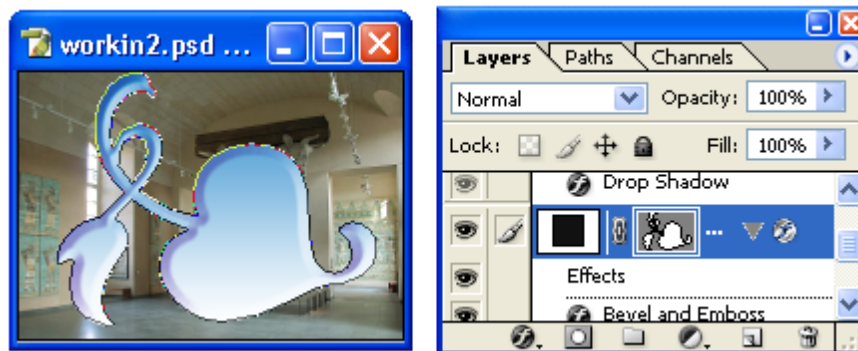 workin2.psd ...
Layers Paths Channels
Normal Opacity: 100%
Lock: Fill: 100%
Drop Shadow
...
Effects
Bevel and Emboss